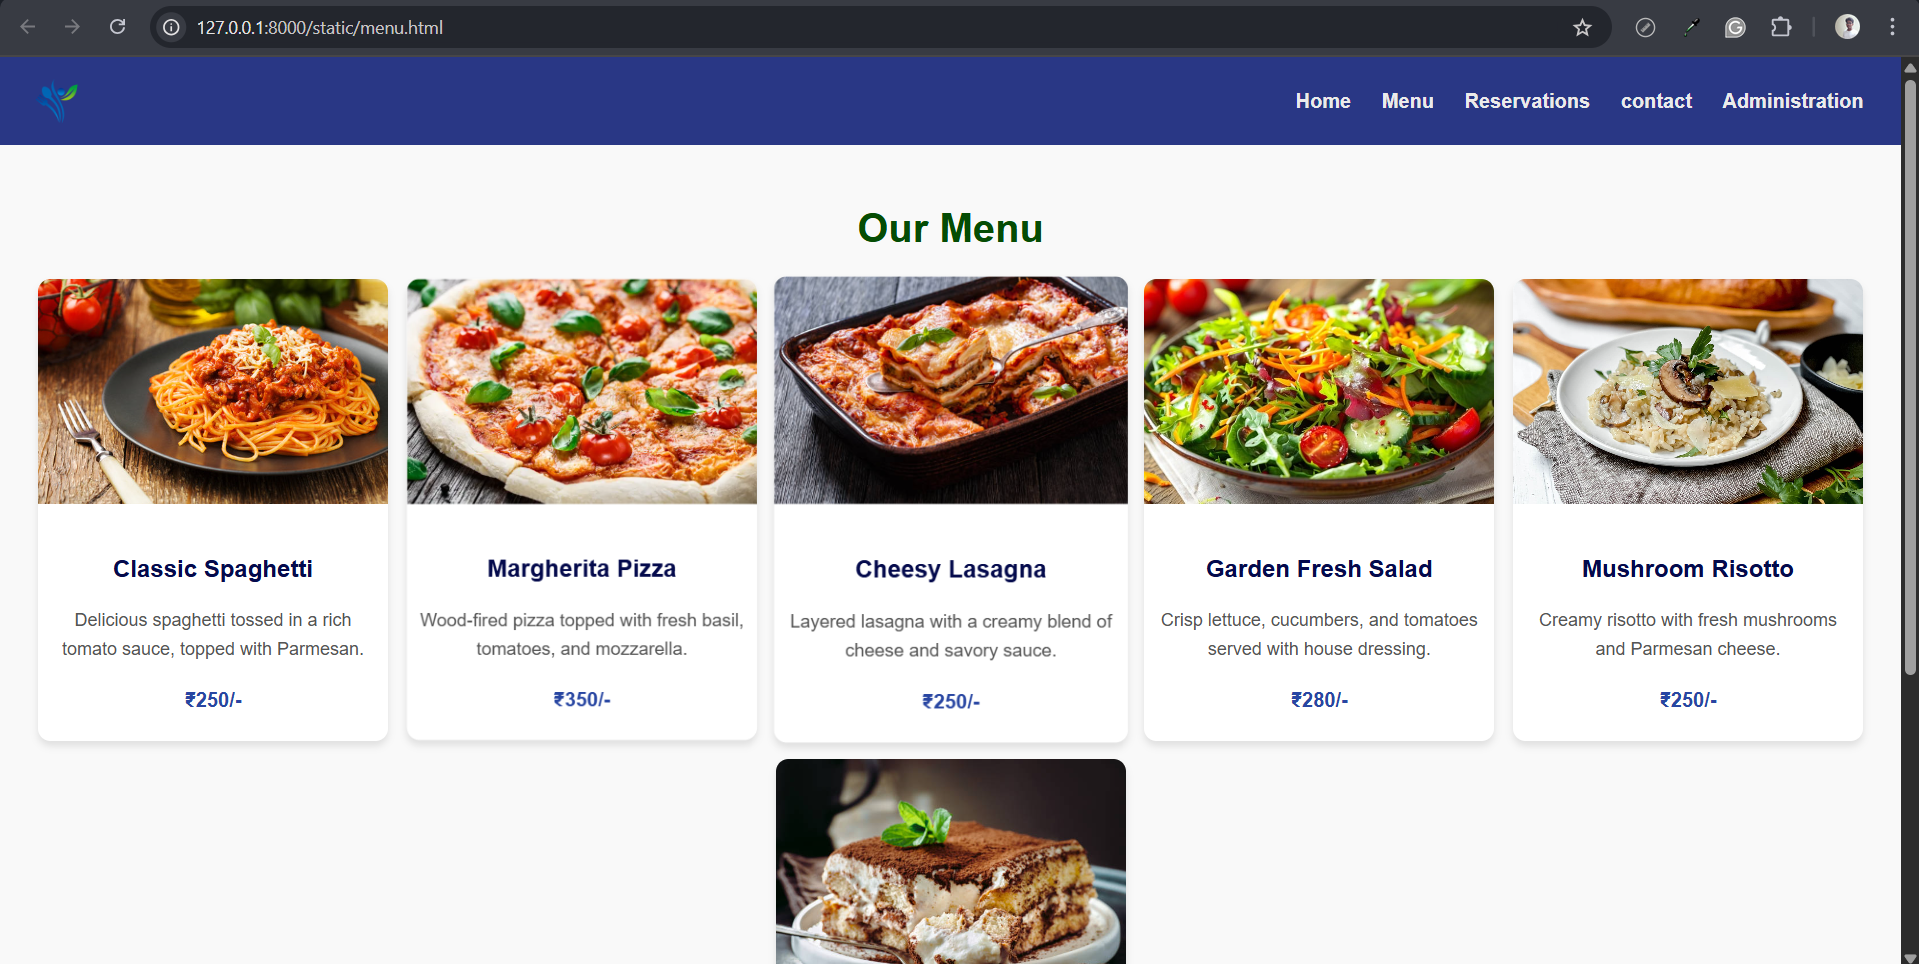 127.0.0.1:8000/static/menu.html
Home Menu Reservations contact Administration
Our Menu
Classic Spaghetti
Delicious spaghetti tossed in a rich
tomato sauce, topped with Parmesan.
₹250/-
Margherita Pizza
Wood-fired pizza topped with fresh basil,
tomatoes, and mozzarella.
₹350/-
Cheesy Lasagna
Layered lasagna with a creamy blend of
cheese and savory sauce.
₹250/-
Garden Fresh Salad
Crisp lettuce, cucumbers, and tomatoes
served with house dressing.
₹280/-
Mushroom Risotto
Creamy risotto with fresh mushrooms
and Parmesan cheese.
₹250/-